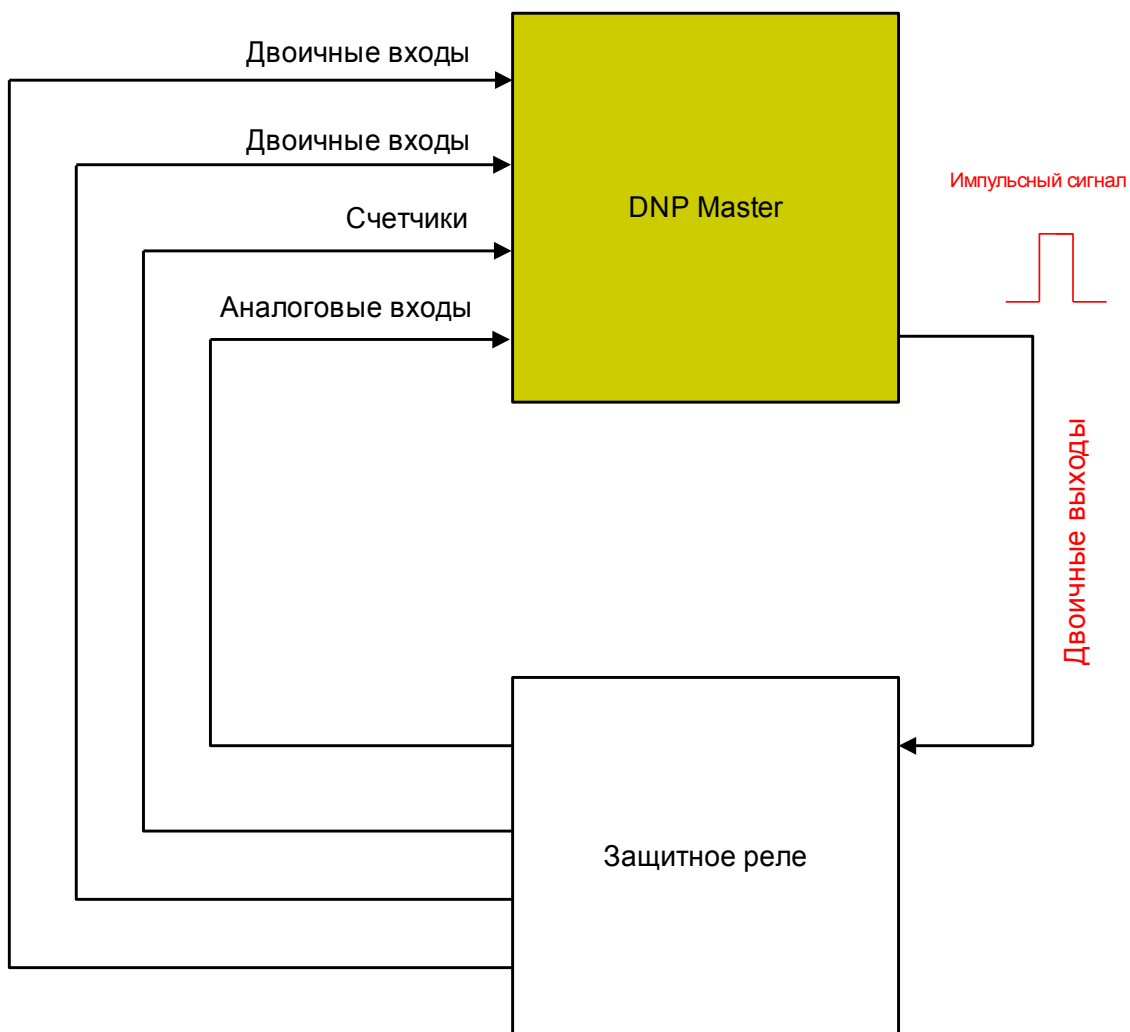 Двоичные входы
Двоичные входы
Счетчики
Аналоговые входы
DNP Master
Импульсный сигнал
Двоичные выходы
Защитное реле